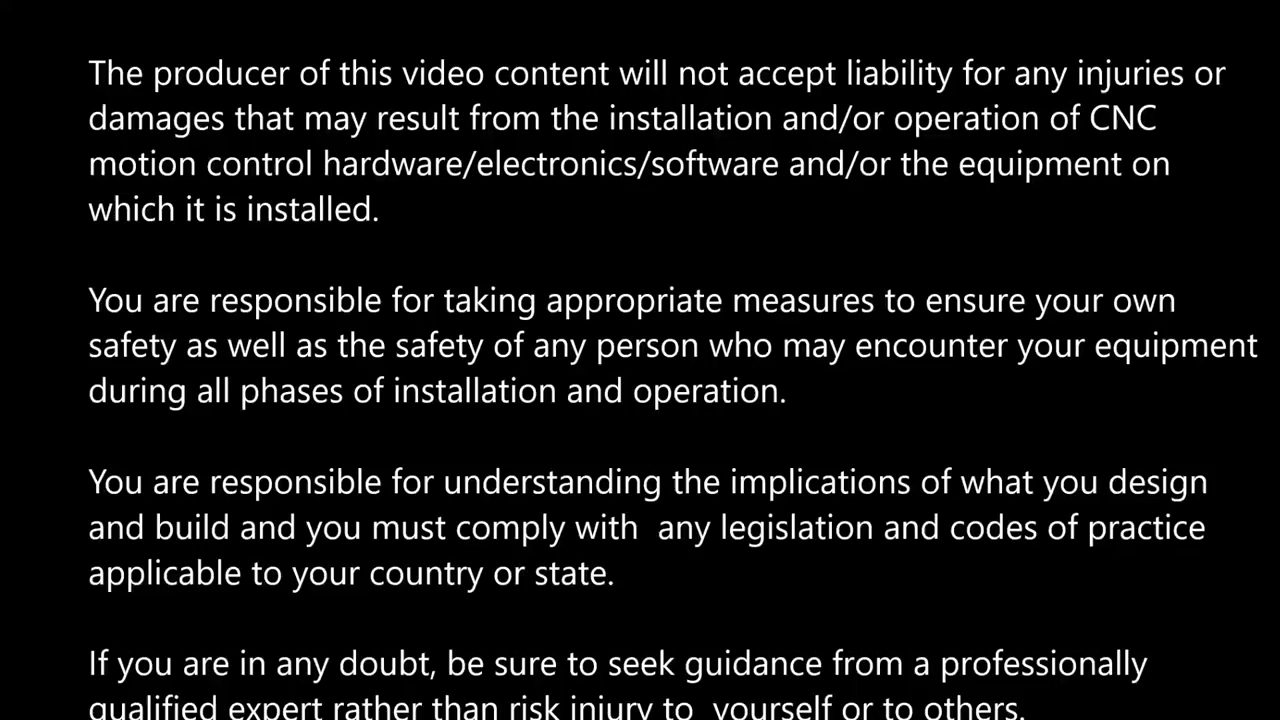 The producer of this video content will not accept liability for any injuries or
damages that may result from the installation and/or operation of CNC
motion control hardware/electronics/software and/or the equipment on
which it is installed.
You are responsible for taking appropriate measures to ensure your own
safety as well as the safety of any person who may encounter your equipment
during all phases of installation and operation.
You are responsible for understanding the implications of what you design
and build and you must comply with  any legislation and codes of practice
applicable to your country or state.
If you are in any doubt, be sure to seek guidance from a professionally
qualified expert rather than risk injury to  yourself or to others.